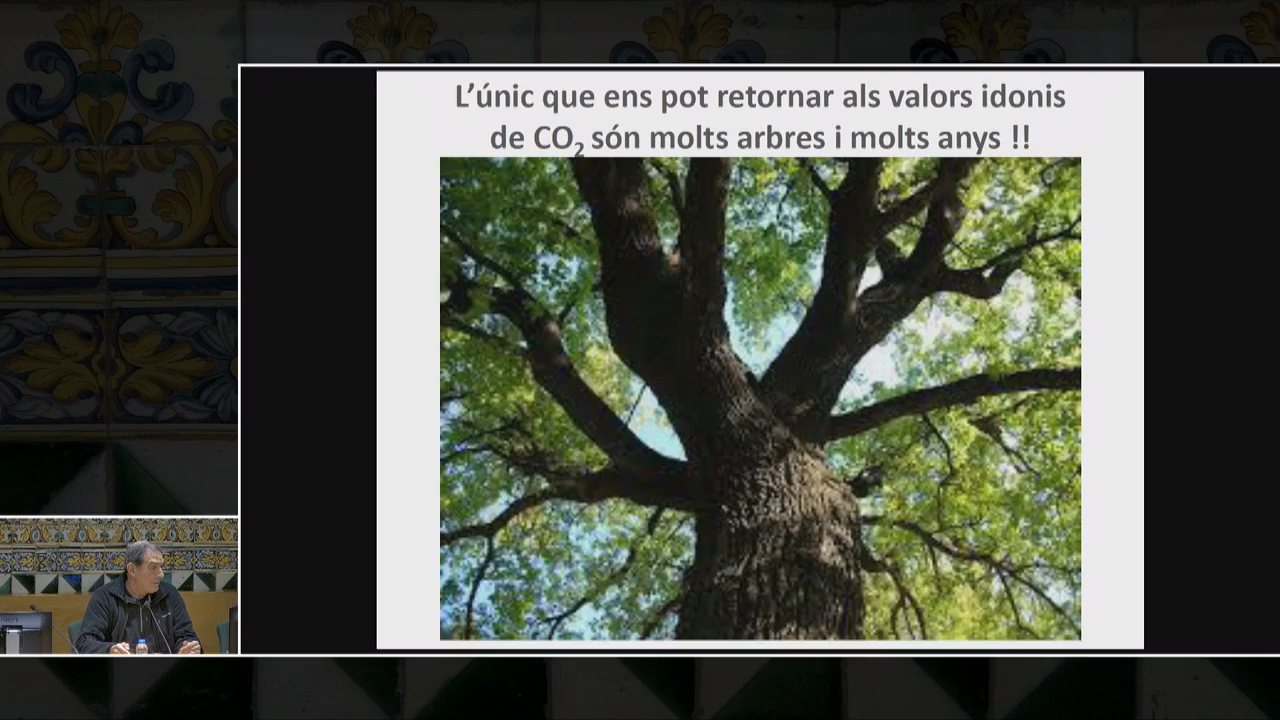 L’únic que ens pot retornar als valors idonis
de CO₂ són molts arbres i molts anys !!